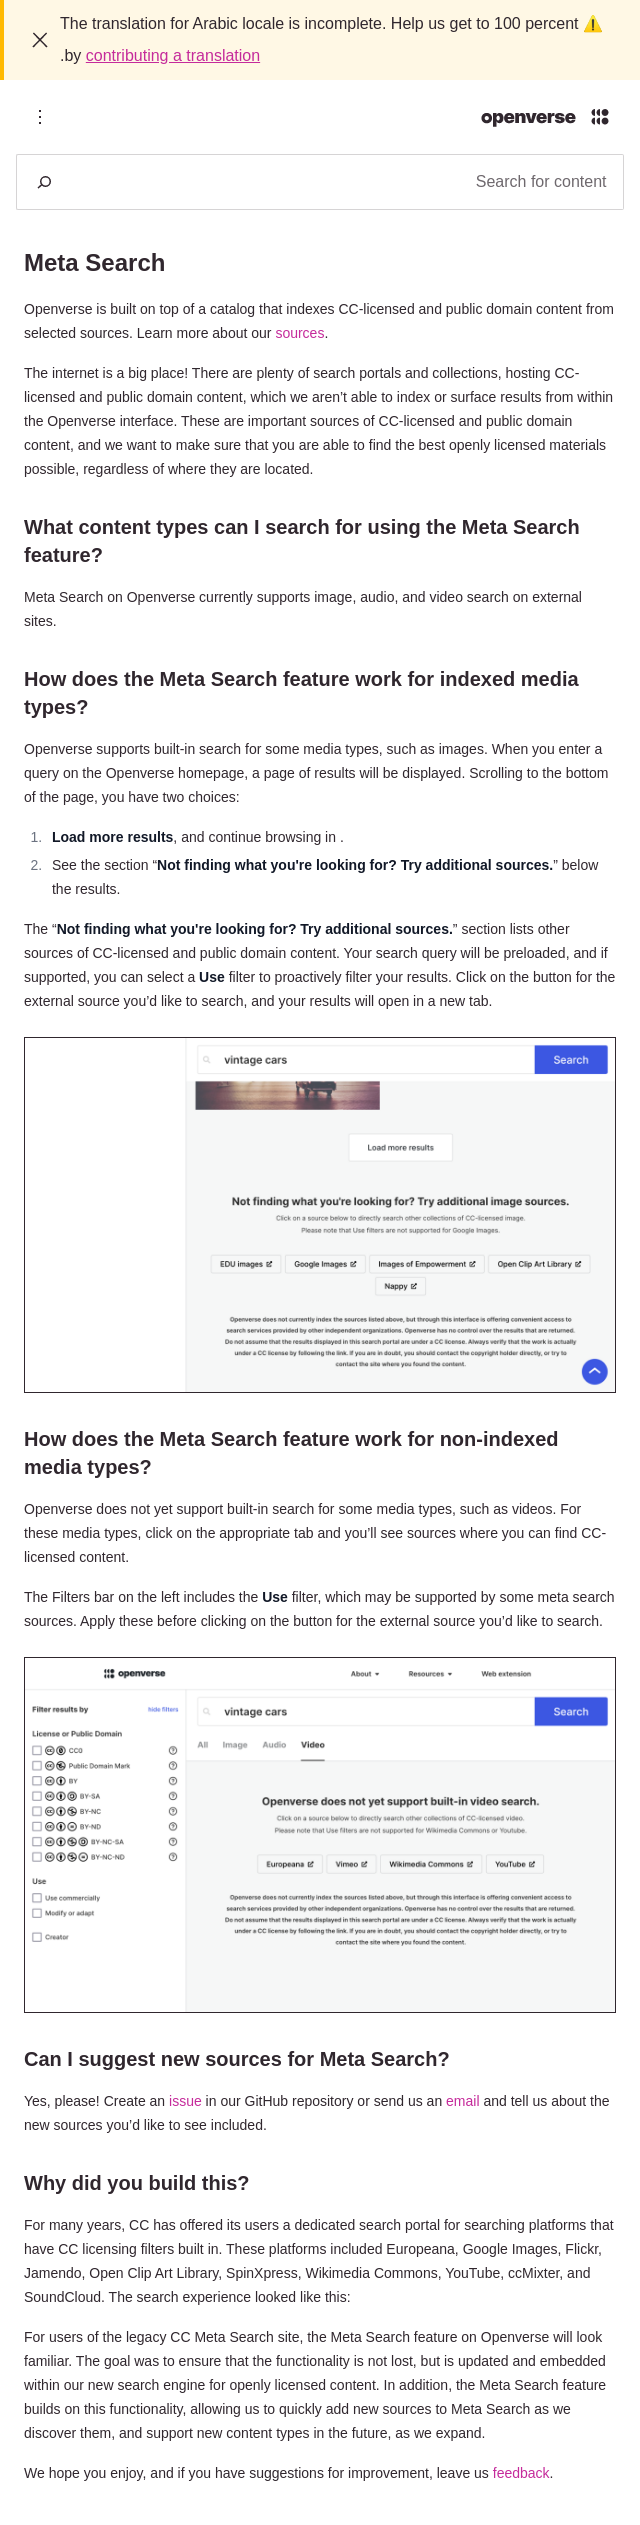 The translation for Arabic locale is incomplete. Help us get to 100 percent ⚠️
.by contributing a translation
openverse
Search for content
Meta Search
Openverse is built on top of a catalog that indexes CC-licensed and public domain content from
selected sources. Learn more about our sources.
The internet is a big place! There are plenty of search portals and collections, hosting CC-
licensed and public domain content, which we aren’t able to index or surface results from within
the Openverse interface. These are important sources of CC-licensed and public domain
content, and we want to make sure that you are able to find the best openly licensed materials
possible, regardless of where they are located.
What content types can I search for using the Meta Search
feature?
Meta Search on Openverse currently supports image, audio, and video search on external
sites.
How does the Meta Search feature work for indexed media
types?
Openverse supports built-in search for some media types, such as images. When you enter a
query on the Openverse homepage, a page of results will be displayed. Scrolling to the bottom
of the page, you have two choices:
1. Load more results, and continue browsing in .
2. See the section “Not finding what you're looking for? Try additional sources.” below
the results.
The “Not finding what you're looking for? Try additional sources.” section lists other
sources of CC-licensed and public domain content. Your search query will be preloaded, and if
supported, you can select a Use filter to proactively filter your results. Click on the button for the
external source you’d like to search, and your results will open in a new tab.
vintage cars
Search
Load more results
Not finding what you're looking for? Try additional image sources.
Click on a source below to directly search other collections of CC-licensed image.
Please note that Use filters are not supported for Google Images.
EDU images Google Images Images of Empowerment Open Clip Art Library
Nappy
Openverse does not currently index the sources listed above, but through this interface is offering convenient access to
search services provided by other independent organizations. Openverse has no control over the results that are returned.
Do not assume that the results displayed in this search portal are under a CC license. Always verify that the work is actually
under a CC license by following the link. If you are in doubt, you should contact the copyright holder directly, or try to
contact the site where you found the content.
How does the Meta Search feature work for non-indexed
media types?
Openverse does not yet support built-in search for some media types, such as videos. For
these media types, click on the appropriate tab and you’ll see sources where you can find CC-
licensed content.
The Filters bar on the left includes the Use filter, which may be supported by some meta search
sources. Apply these before clicking on the button for the external source you’d like to search.
openverse
About Resources Web extension
Filter results by hide filters
License or Public Domain
CC0
Public Domain Mark
BY
BY-SA
BY-NC
BY-ND
BY-NC-SA
BY-NC-ND
Use
Use commercially
Modify or adapt
Creator
vintage cars
Search
All Image Audio Video
Openverse does not yet support built-in video search.
Click on a source below to directly search other collections of CC-licensed video.
Please note that Use filters are not supported for Wikimedia Commons or Youtube.
Europeana Vimeo Wikimedia Commons YouTube
Openverse does not currently index the sources listed above, but through this interface is offering convenient access to
search services provided by other independent organizations. Openverse has no control over the results that are returned.
Do not assume that the results displayed in this search portal are under a CC license. Always verify that the work is actually
under a CC license by following the link. If you are in doubt, you should contact the copyright holder directly, or try to
contact the site where you found the content.
Can I suggest new sources for Meta Search?
Yes, please! Create an issue in our GitHub repository or send us an email and tell us about the
new sources you’d like to see included.
Why did you build this?
For many years, CC has offered its users a dedicated search portal for searching platforms that
have CC licensing filters built in. These platforms included Europeana, Google Images, Flickr,
Jamendo, Open Clip Art Library, SpinXpress, Wikimedia Commons, YouTube, ccMixter, and
SoundCloud. The search experience looked like this:
For users of the legacy CC Meta Search site, the Meta Search feature on Openverse will look
familiar. The goal was to ensure that the functionality is not lost, but is updated and embedded
within our new search engine for openly licensed content. In addition, the Meta Search feature
builds on this functionality, allowing us to quickly add new sources to Meta Search as we
discover them, and support new content types in the future, as we expand.
We hope you enjoy, and if you have suggestions for improvement, leave us feedback.